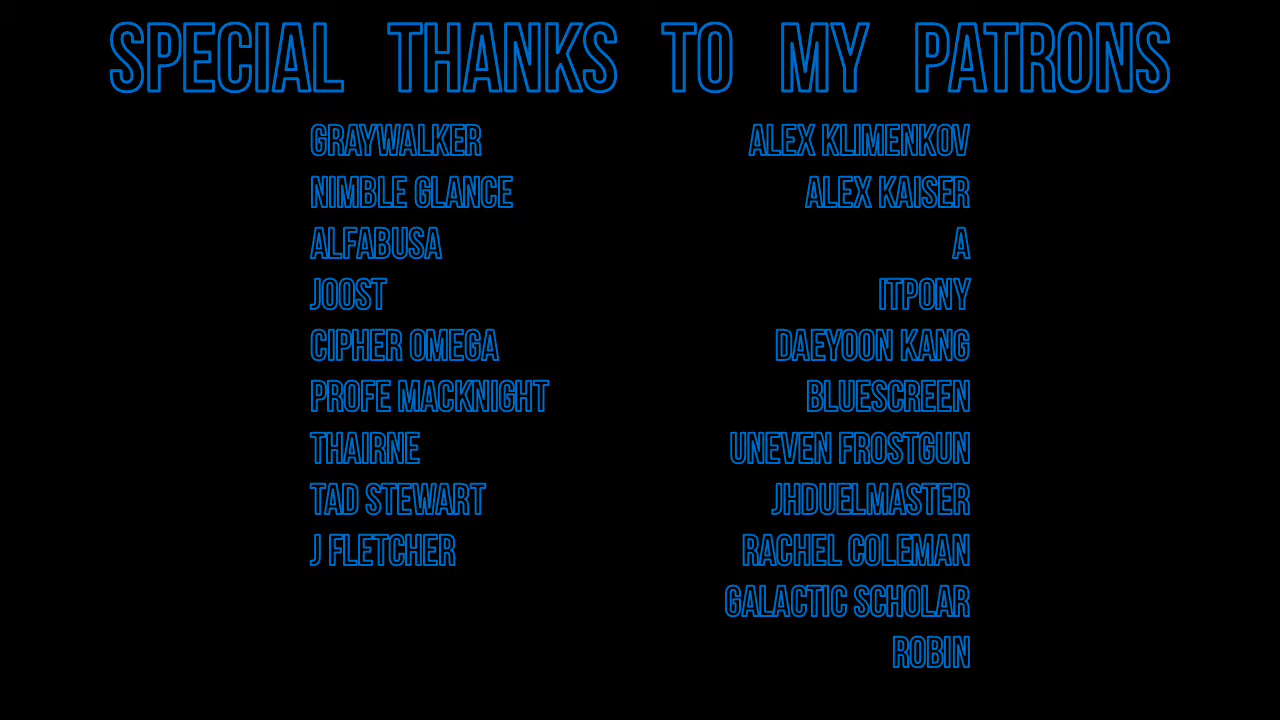 SPECIAL THANKS TO MY PATRONS
GRAYWALKER
NIMBLE GLANCE
ALFABUSA
JOOST
CIPHER OMEGA
PROFE MACKNIGHT
THAIRNE
TAD STEWART
J FLETCHER
ALEX KLIMENKOV
ALEX KAISER
A
ITPONY
DAEYOON KANG
BLUESCREEN
UNEVEN FROSTGUN
JHDUELMASTER
RACHEL COLEMAN
GALACTIC SCHOLAR
ROBIN